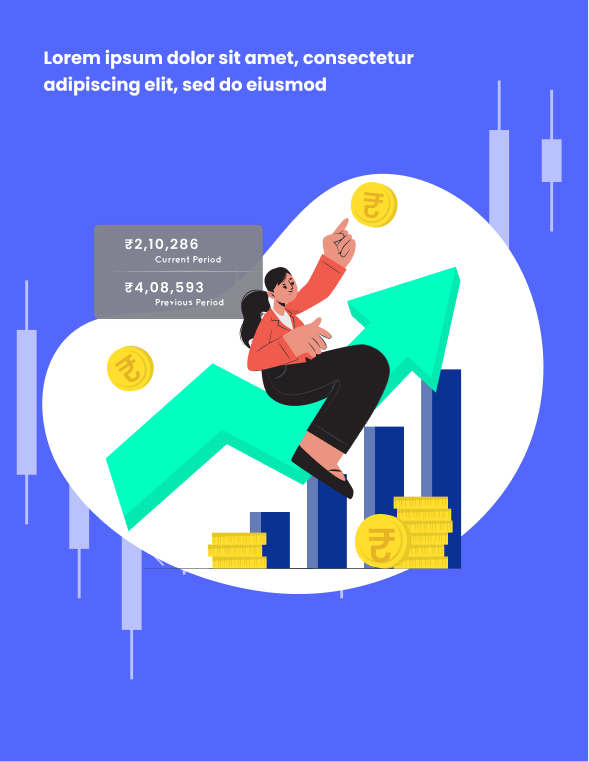 Lorem ipsum dolor sit amet, consectetur
adipiscing elit, sed do eiusmod
₹2,10,286
Current Period
₹4,08,593
Previous Period
₹
₹
₹